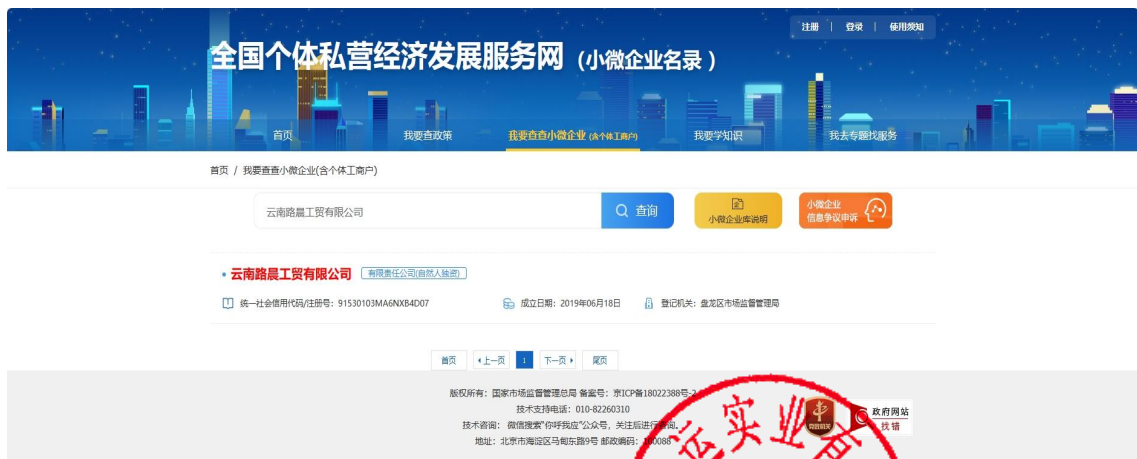 注册 | 登录 | 使用须知
全国个体私营经济发展服务网（小微企业名录）
首页 我要查政策 我要查查小微企业 (含个体工商户) 我要学知识 我去专题找服务
首页 / 我要查查小微企业(含个体工商户)
云南路晨工贸有限公司 查询 小微企业库说明 小微企业
信息争议申诉
云南路晨工贸有限公司 有限责任公司(自然人独资)
统一社会信用代码/注册号：91530103MA6NXB4D07 成立日期：2019年06月18日 登记机关：盘龙区市场监督管理局
首页 上一页 1 下一页 尾页
版权所有：国家市场监督管理总局 备案号：京ICP备18022388号-2
技术支持电话：010-82260310
技术咨询：微信搜索"你呼我应"公众号，关注后进行咨询。
地址：北京市海淀区马甸东路9号 邮政编码：100088
党政机关
政府网站
找错
实业